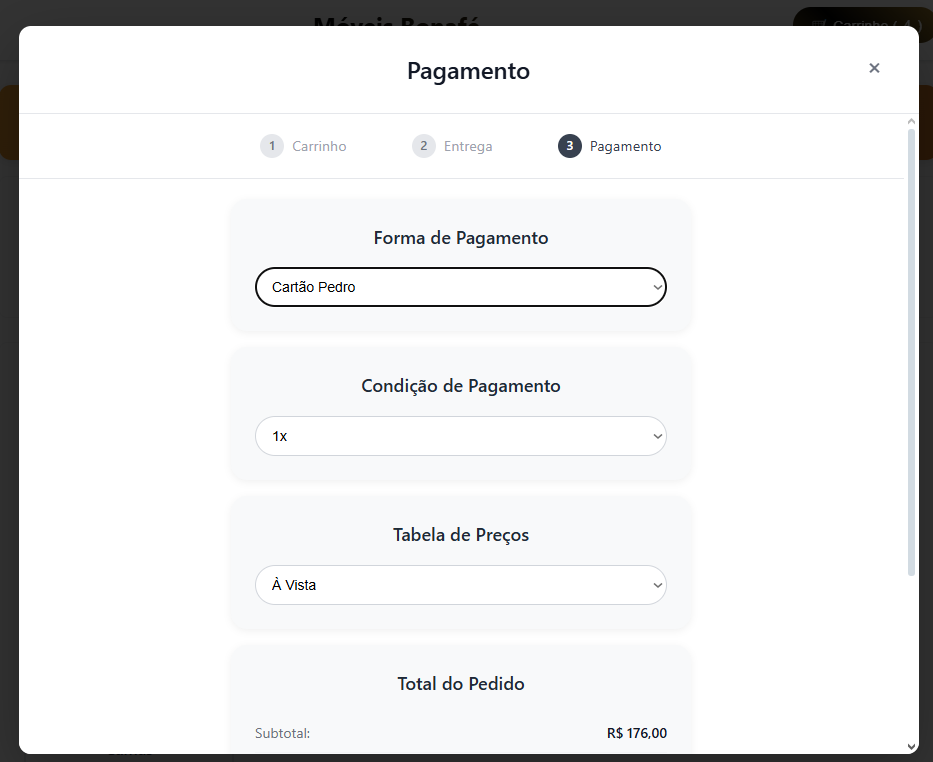 Móveis Bonafé
Carrinho ( 4 )
Pagamento
×
1 Carrinho
2 Entrega
3 Pagamento
Forma de Pagamento
Cartão Pedro
Condição de Pagamento
1x
Tabela de Preços
À Vista
Total do Pedido
Subtotal:
R$ 176,00